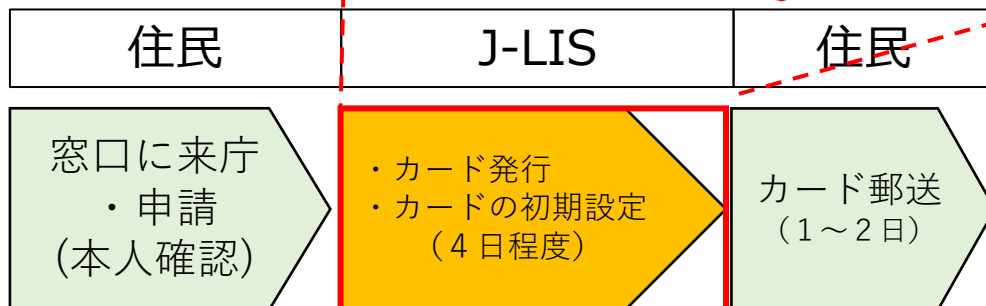 住民
J-LIS
住民
窓口に来庁
・申請
(本人確認)
・カード発行
・カードの初期設定
（４日程度）
カード郵送
（１～２日）